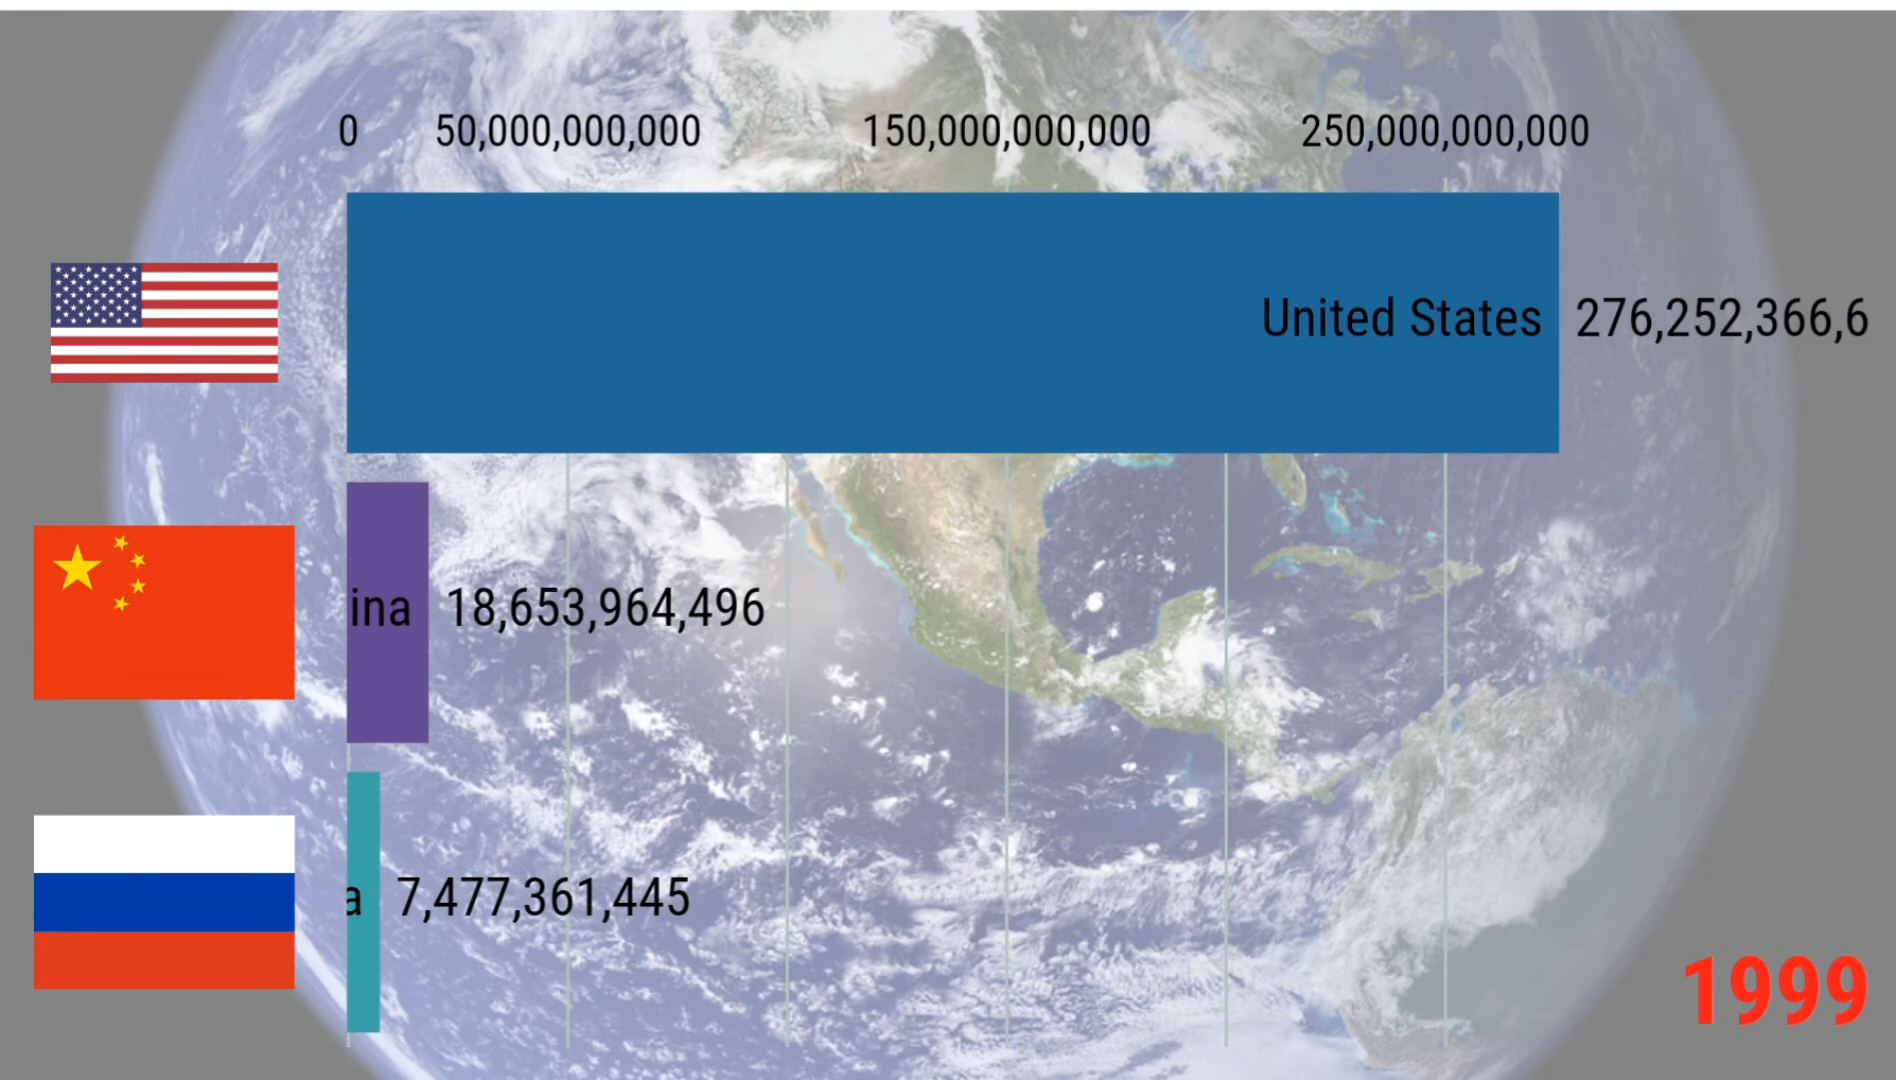 0 50,000,000,000 150,000,000,000 250,000,000,000
United States 276,252,366,6
ina 18,653,964,496
a 7,477,361,445
1999